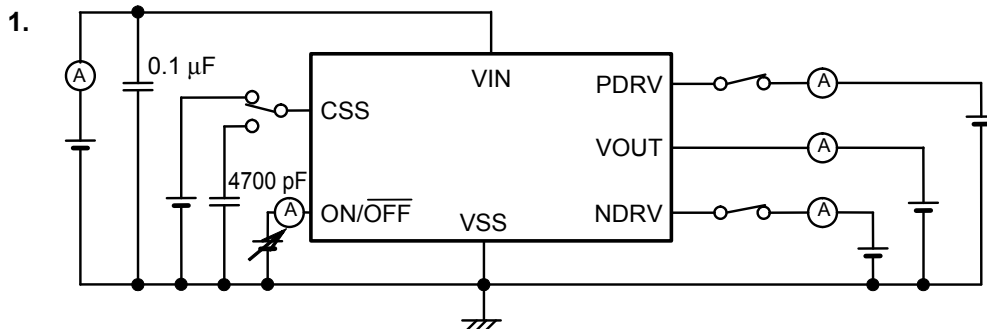 1.
A
0.1 μF
VIN
PDRV
A
CSS
VOUT
A
4700 pF
A
ON/OFF
VSS
NDRV
A